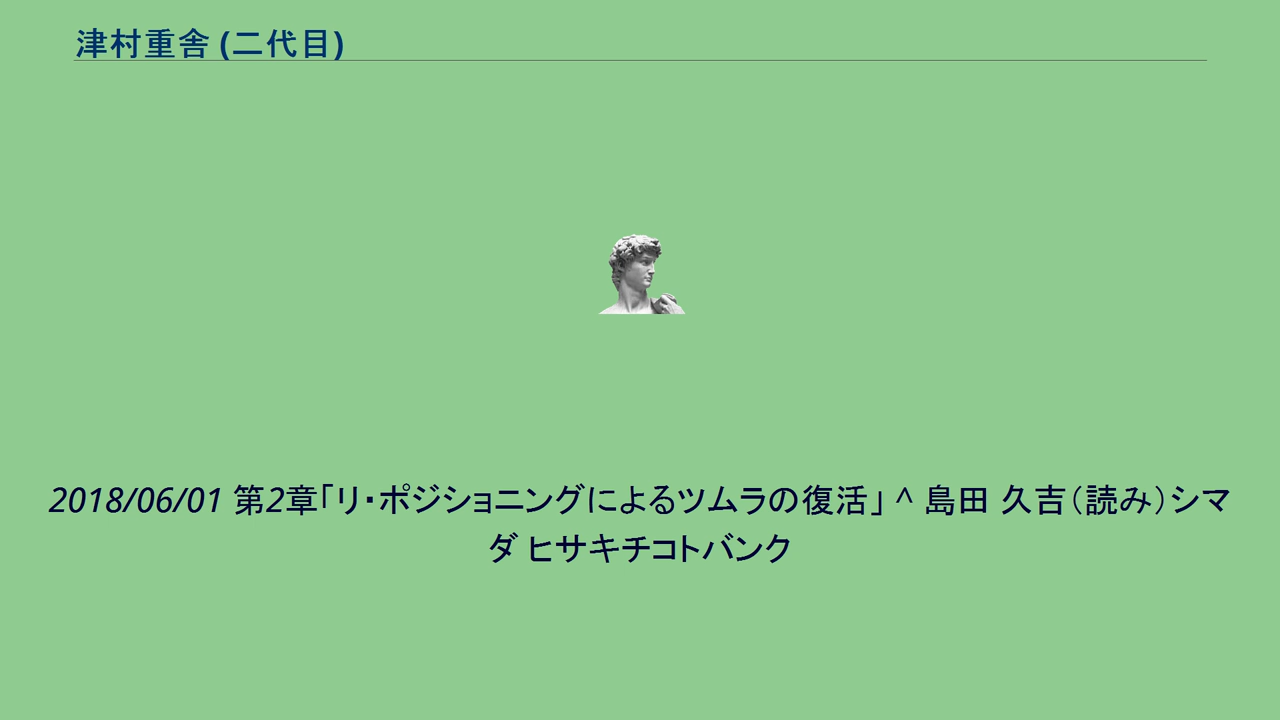 津村重舎 (二代目)
2018/06/01 第2章「リ・ポジショニングによるツムラの復活」 ^ 島田 久吉（読み）シマ
ダ ヒサキチコトバンク